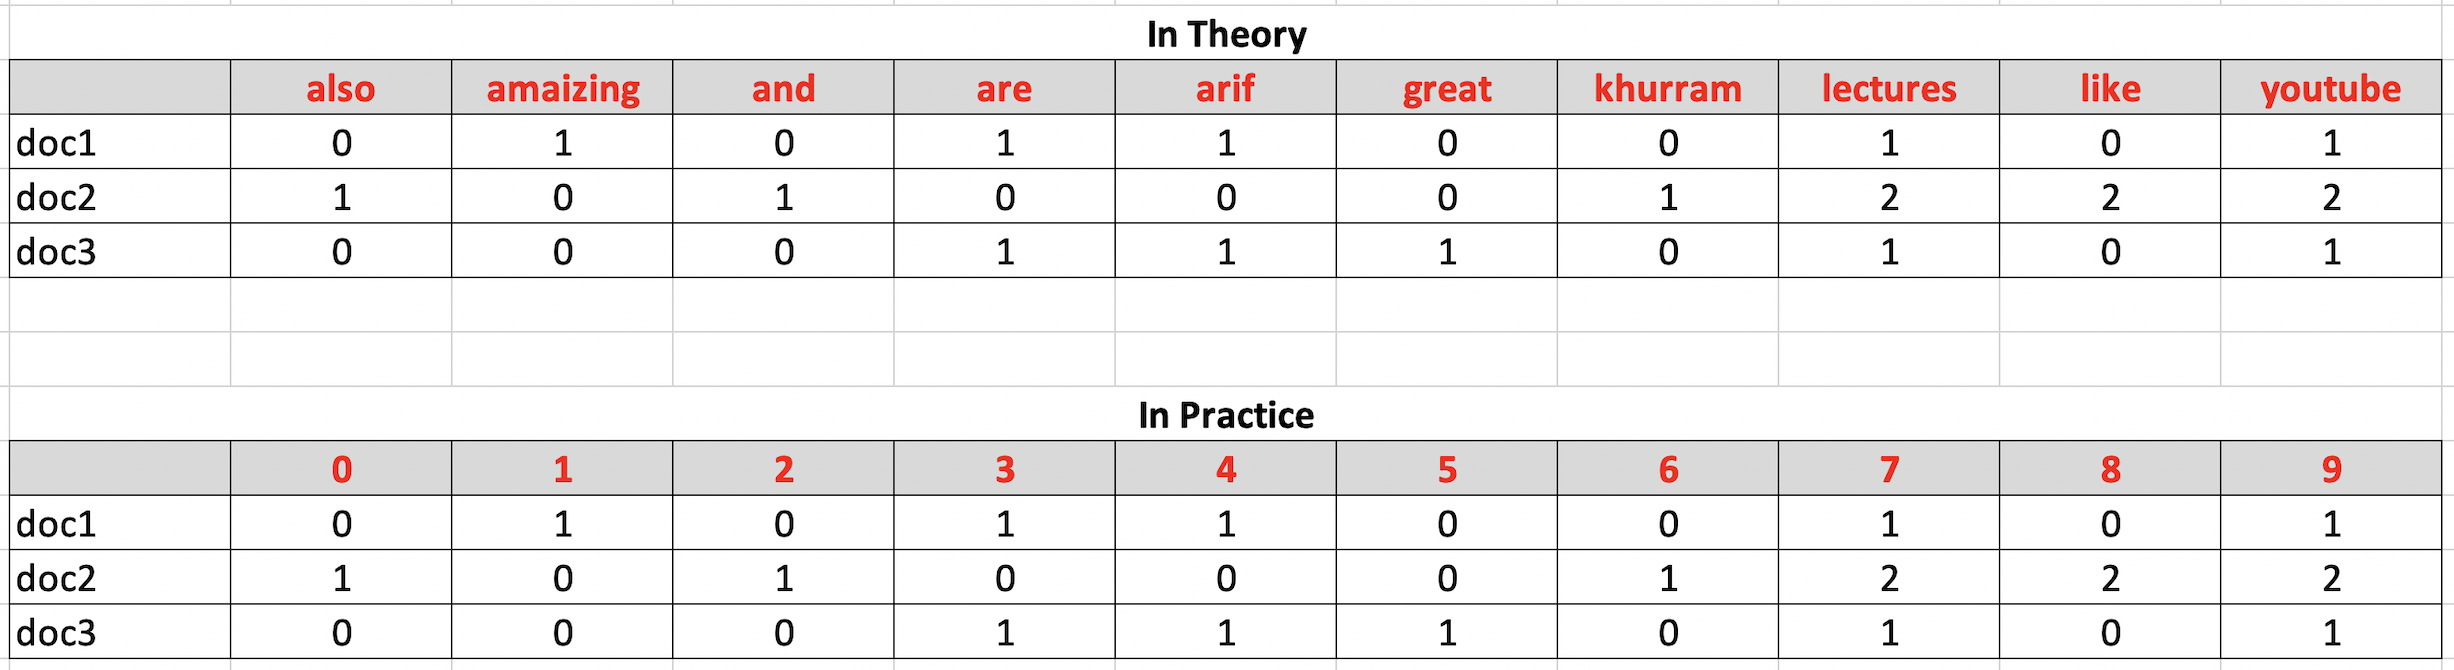 In Theory
also amaizing and are arif great khurram lectures like youtube
doc1 0 1 0 1 1 0 0 1 0 1
doc2 1 0 1 0 0 0 1 2 2 2
doc3 0 0 0 1 1 1 0 1 0 1
In Practice
0 1 2 3 4 5 6 7 8 9
doc1 0 1 0 1 1 0 0 1 0 1
doc2 1 0 1 0 0 0 1 2 2 2
doc3 0 0 0 1 1 1 0 1 0 1